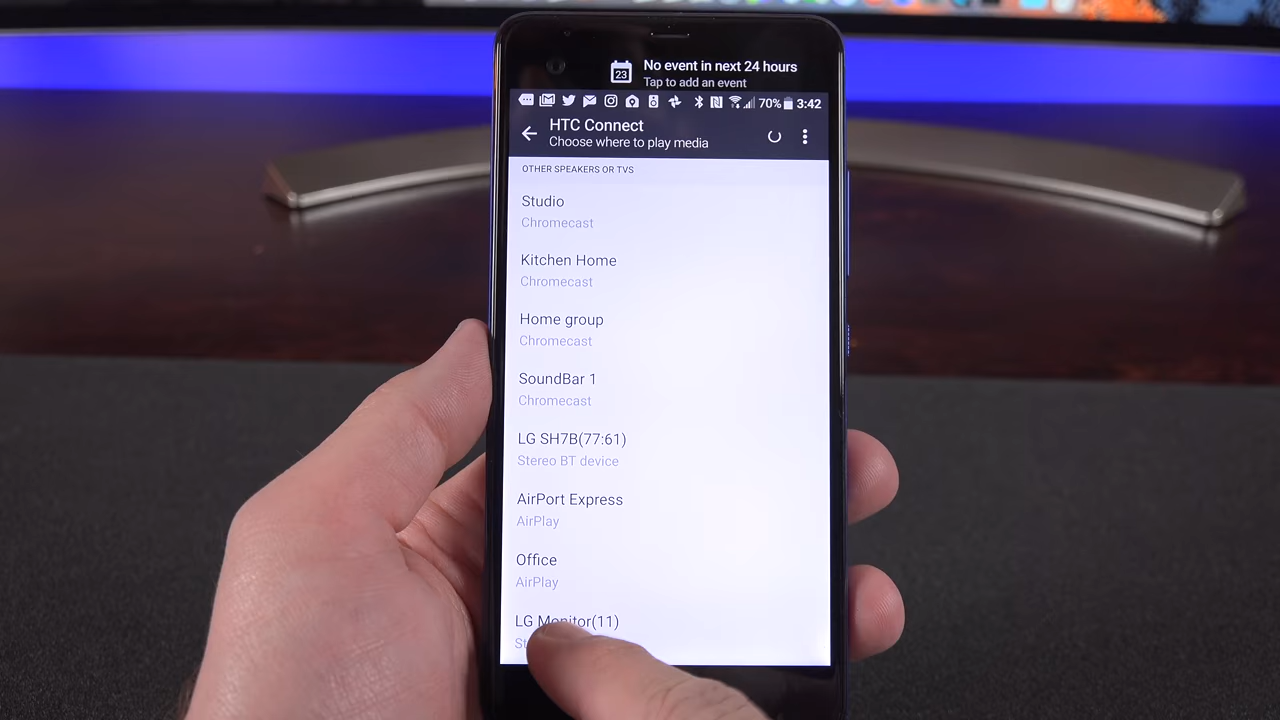 No event in next 24 hours
23
Tap to add an event
70% 3:42
HTC Connect
Choose where to play media
OTHER SPEAKERS OR TVS
Studio
Chromecast
Kitchen Home
Chromecast
Home group
Chromecast
SoundBar 1
Chromecast
LG SH7B(77:61)
Stereo BT device
AirPort Express
AirPlay
Office
AirPlay
LG Monitor(11)